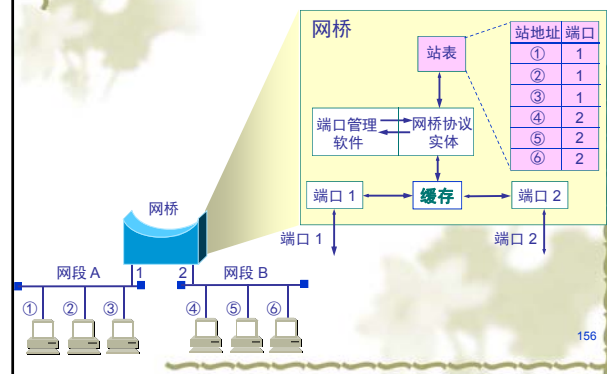 网桥
站表
站地址 端口
① 1
② 1
③ 1
④ 2
⑤ 2
⑥ 2
端口管理
软件
网桥协议
实体
端口 1
缓存
端口 2
端口 1
端口 2
网桥
网段 A
1
2
网段 B
①
②
③
④
⑤
⑥
156